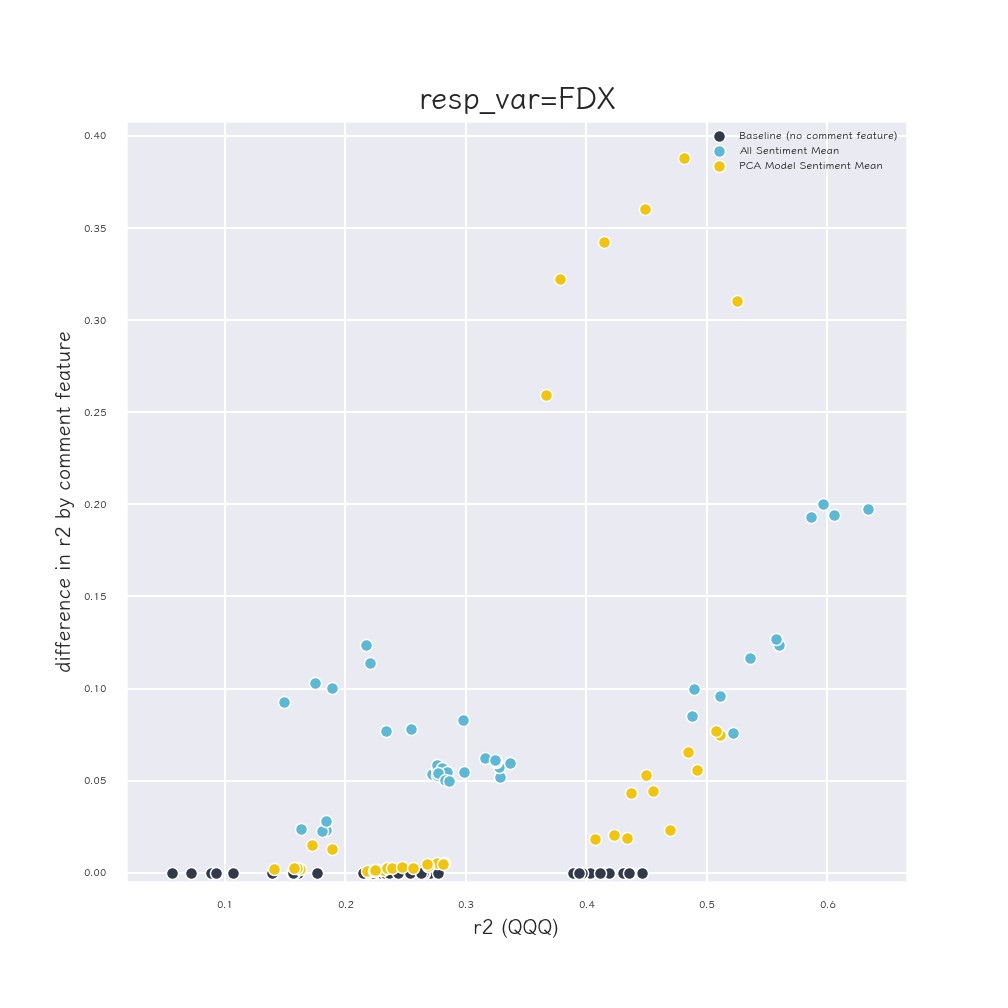 resp_var=FDX
Baseline (no comment feature)
All Sentiment Mean
PCA Model Sentiment Mean
difference in r2 by comment feature
0.40
0.35
0.30
0.25
0.20
0.15
0.10
0.05
0.00
0.1 0.2 0.3 0.4 0.5 0.6
r2 (QQQ)